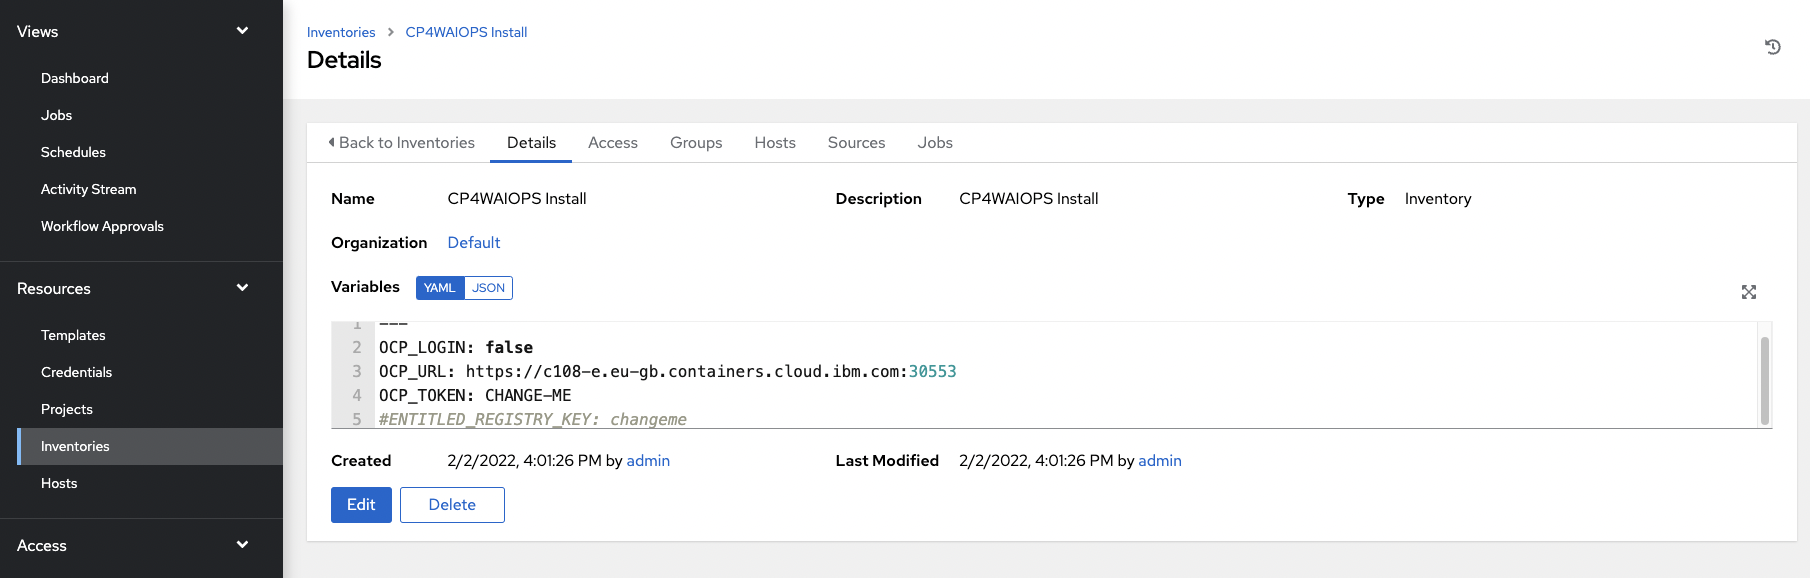 Views
Dashboard
Jobs
Schedules
Activity Stream
Workflow Approvals
Resources
Templates
Credentials
Projects
Inventories
Hosts
Access
Inventories > CP4WAIOPS Install
Details
Back to Inventories Details Access Groups Hosts Sources Jobs
Name CP4WAIOPS Install Description CP4WAIOPS Install Type Inventory
Organization Default
Variables YAML JSON
1 ---
2 OCP_LOGIN: false
3 OCP_URL: https://c108-e.eu-gb.containers.cloud.ibm.com:30553
4 OCP_TOKEN: CHANGE-ME
5 #ENTITLED_REGISTRY_KEY: changeme
Created 2/2/2022, 4:01:26 PM by admin Last Modified 2/2/2022, 4:01:26 PM by admin
Edit Delete